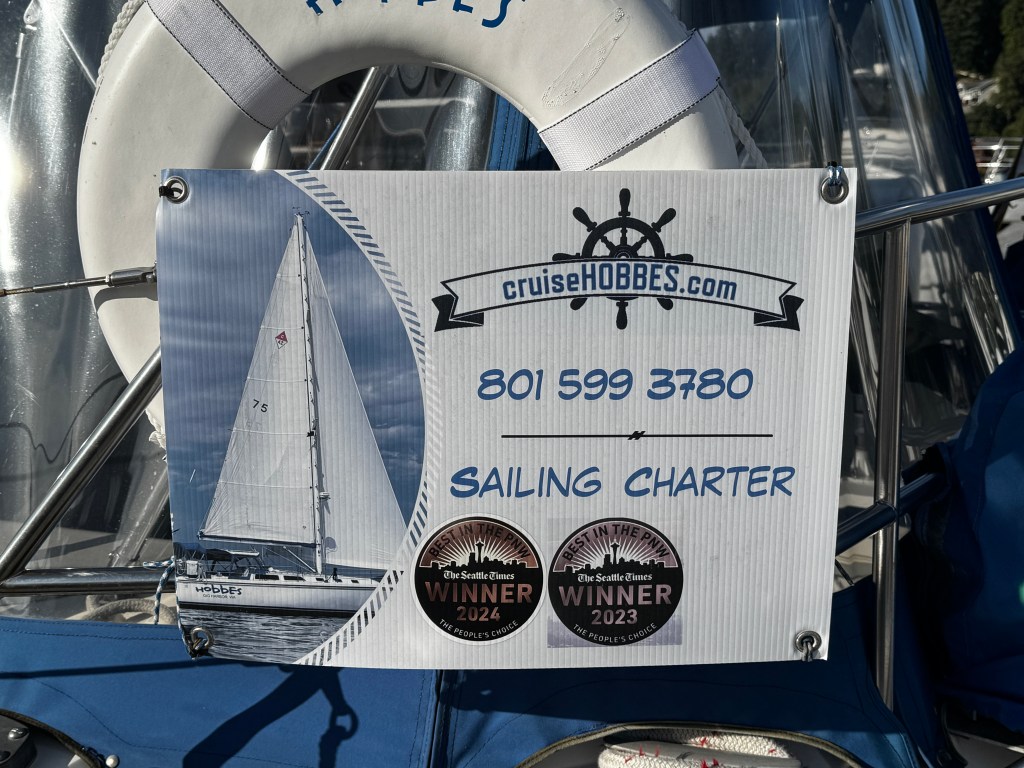 HOBBES
cruiseHOBBES.com
801 599 3780
SAILING CHARTER
75
HOBBES
BEST IN THE PNW
The Seattle Times
WINNER
2024
THE PEOPLE'S CHOICE
BEST IN THE PNW
The Seattle Times
WINNER
2023
THE PEOPLE'S CHOICE